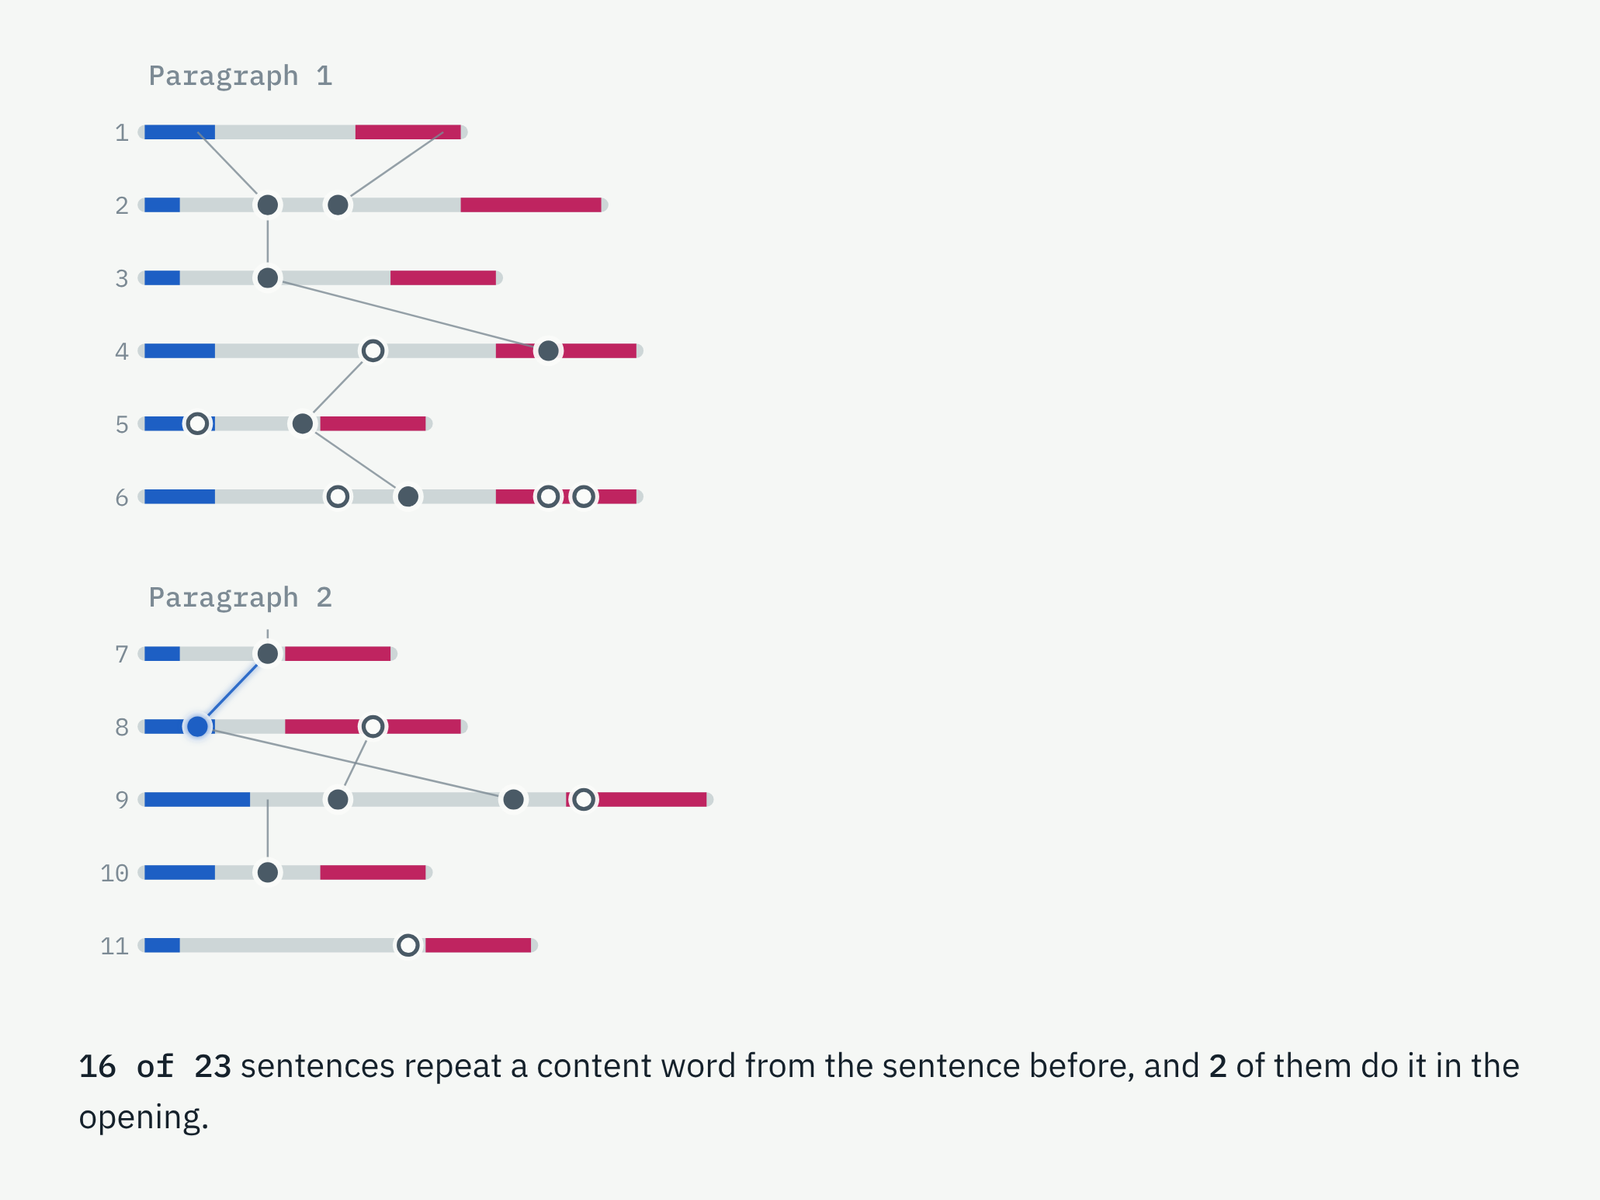 Paragraph 1
1
2
3
4
5
6
Paragraph 2
7
8
9
10
11
16 of 23 sentences repeat a content word from the sentence before, and 2 of them do it in the
opening.